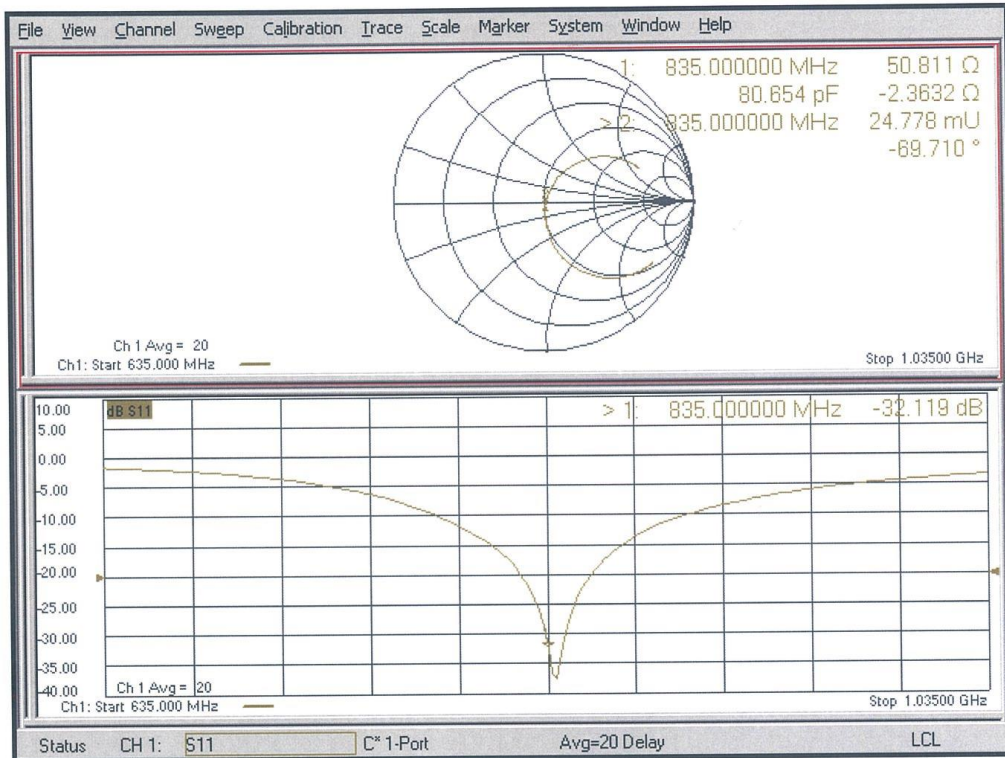 File View Channel Sweep Calibration Trace Scale Marker System Window Help
1: 835.000000 MHz 50.811 Ω
80.654 pF -2.3632 Ω
> 2: 835.000000 MHz 24.778 mU
-69.710 °
Ch 1 Avg = 20
Ch1: Start 635.000 MHz
Stop 1.03500 GHz
10.00
dB S11
> 1: 835.000000 MHz -32.119 dB
5.00
0.00
-5.00
-10.00
-15.00
-20.00
-25.00
-30.00
-35.00
-40.00
Ch 1 Avg = 20
Ch1: Start 635.000 MHz
Stop 1.03500 GHz
Status CH 1: S11 C* 1-Port Avg=20 Delay LCL